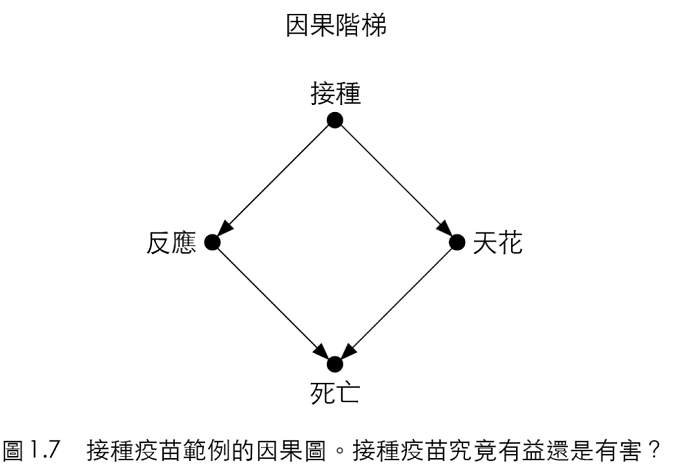 因果階梯
接種
反應
天花
死亡
圖1.7　接種疫苗範例的因果圖。接種疫苗究竟有益還是有害？